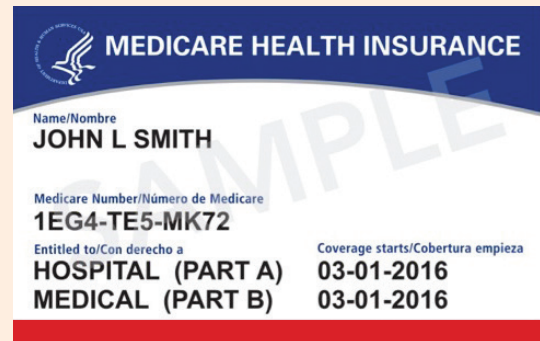 MEDICARE HEALTH INSURANCE
Name/Nombre
JOHN L SMITH
Medicare Number/Número de Medicare
1EG4-TE5-MK72
Entitled to/Con derecho a Coverage starts/Cobertura empieza
HOSPITAL (PART A) 03-01-2016
MEDICAL (PART B) 03-01-2016
SAMPLE